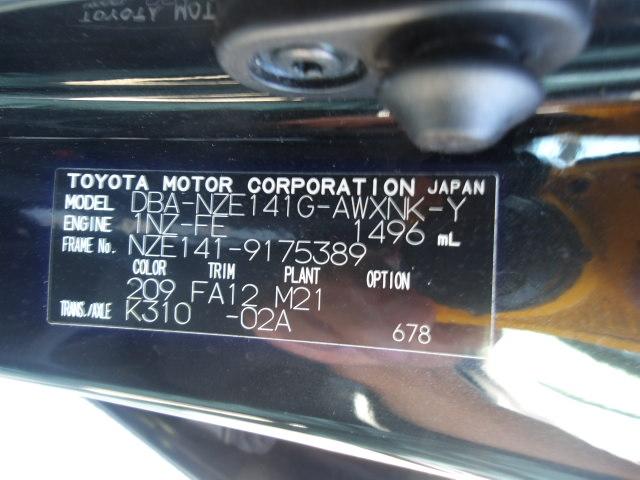 TOYOTA MOTOR CORPORATION JAPAN
MODEL DBA-NZE141G-AWXNK-Y
ENGINE 1NZ-FE 1496 mL
FRAME No. NZE141-9175389
COLOR TRIM PLANT OPTION
209 FA12 M21
TRANS./AXLE K310 -02A
678